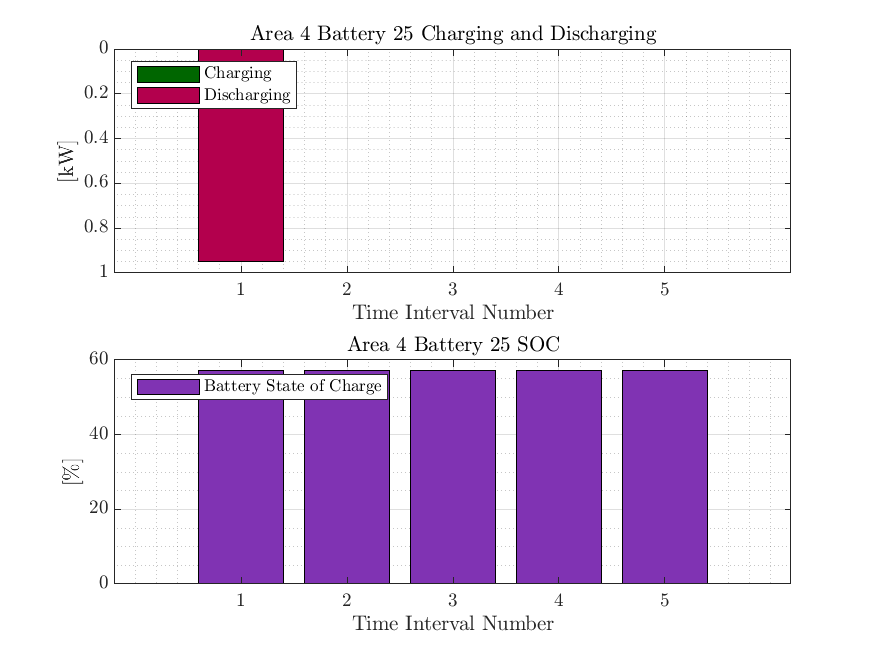 Area 4 Battery 25 Charging and Discharging
0
Charging
0.2
Discharging
0.4
[kW]
0.6
0.8
1
1 2 3 4 5
Time Interval Number
Area 4 Battery 25 SOC
60
Battery State of Charge
40
[%]
20
0
1 2 3 4 5
Time Interval Number